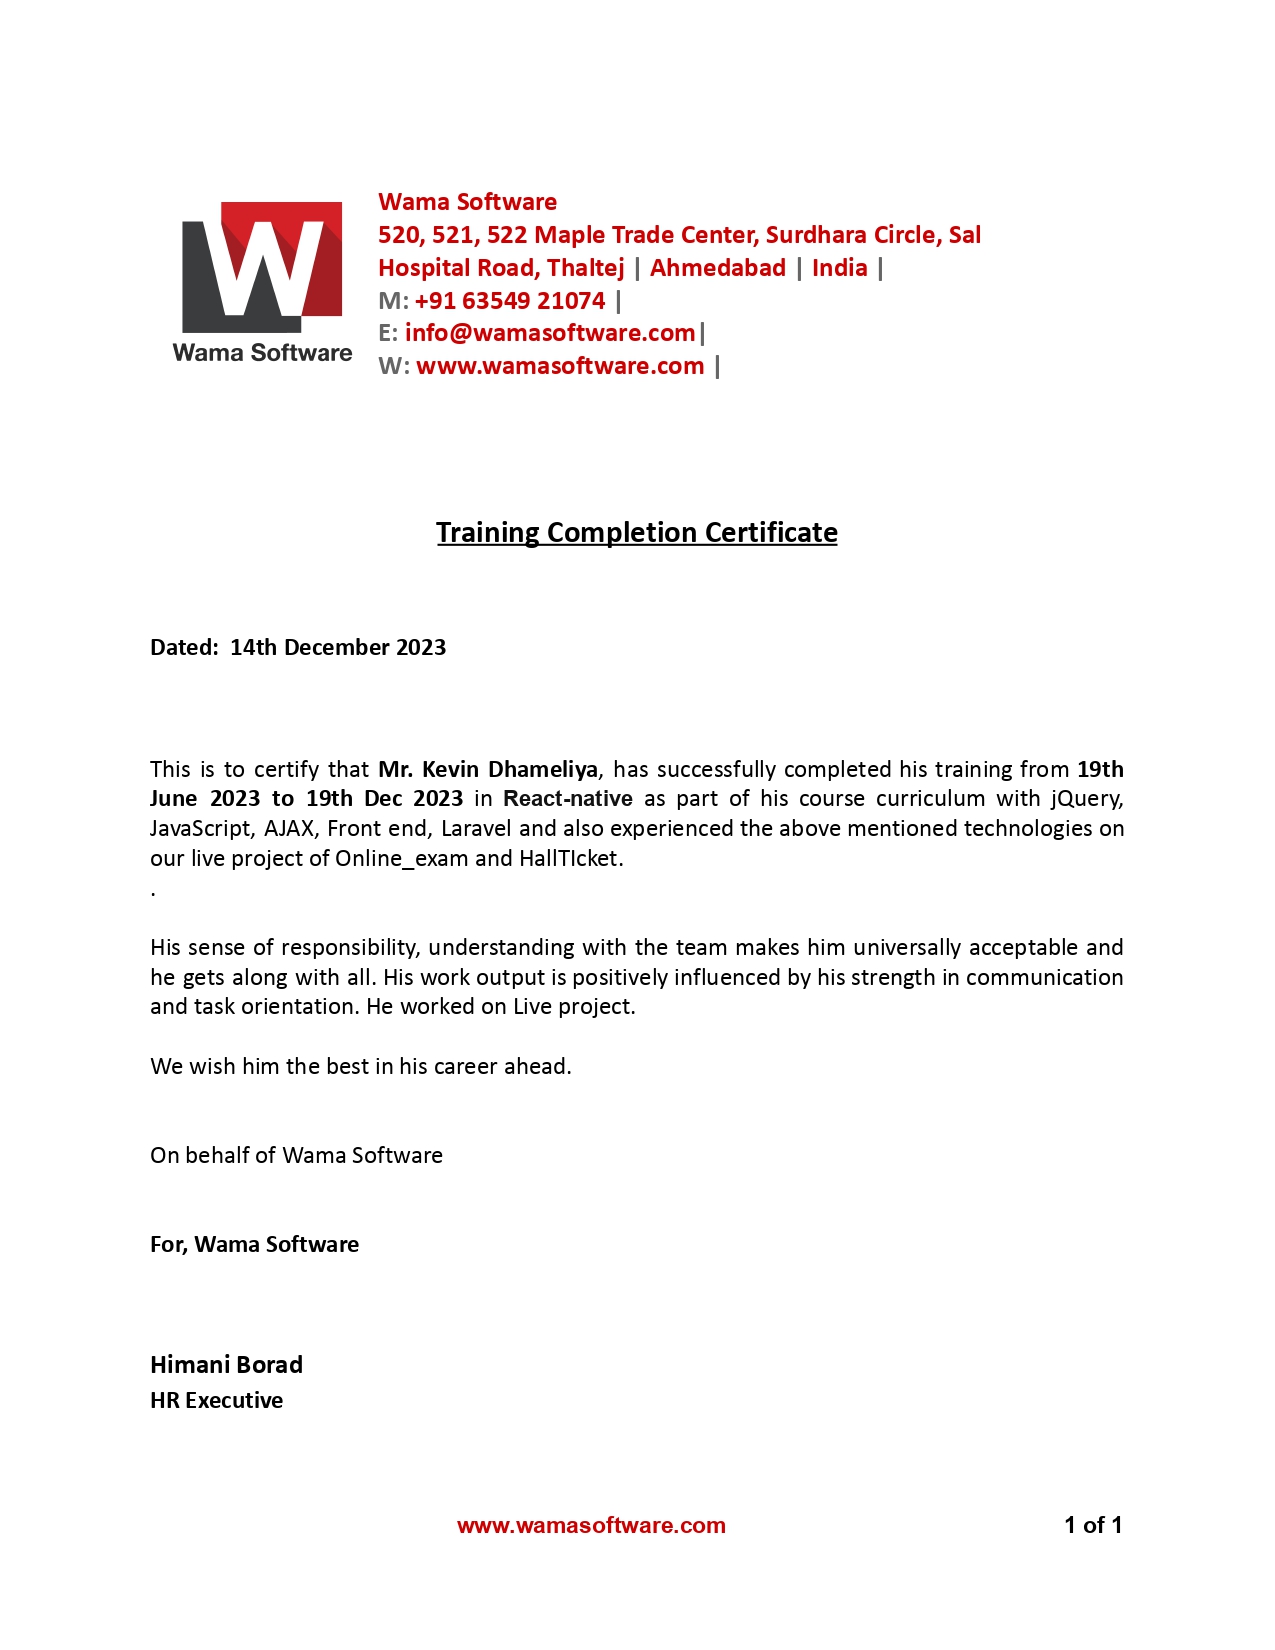 Wama Software
520, 521, 522 Maple Trade Center, Surdhara Circle, Sal
Hospital Road, Thaltej | Ahmedabad | India |
M: +91 63549 21074 |
E: info@wamasoftware.com|
W: www.wamasoftware.com |
W
Wama Software
Training Completion Certificate
Dated: 14th December 2023
This is to certify that Mr. Kevin Dhameliya, has successfully completed his training from 19th
June 2023 to 19th Dec 2023 in React-native as part of his course curriculum with jQuery,
JavaScript, AJAX, Front end, Laravel and also experienced the above mentioned technologies on
our live project of Online_exam and HallTIcket.
.
His sense of responsibility, understanding with the team makes him universally acceptable and
he gets along with all. His work output is positively influenced by his strength in communication
and task orientation. He worked on Live project.
We wish him the best in his career ahead.
On behalf of Wama Software
For, Wama Software
Himani Borad
HR Executive
www.wamasoftware.com 1 of 1